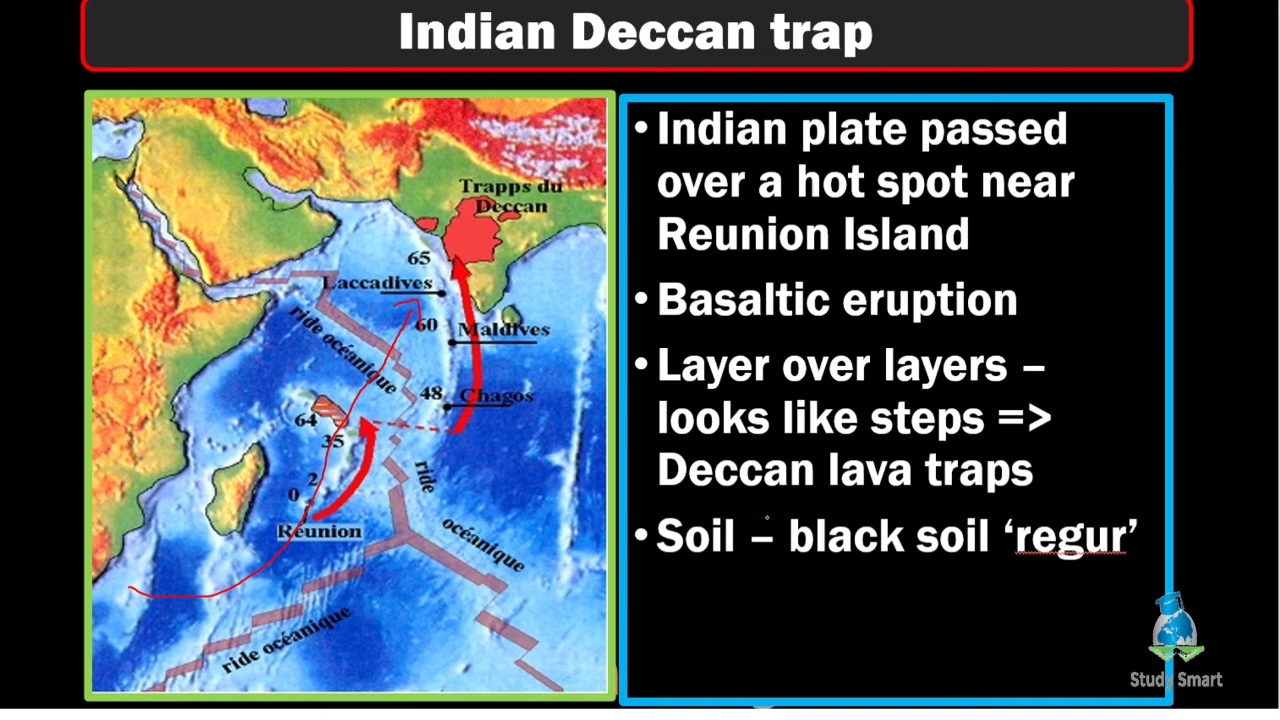 Indian Deccan trap
Trapps du
Deccan
65
Laccadives
60
Maldives
ride océanique
48
Chagos
64
35
2
0
Réunion
ride
océanique
ride océanique
• Indian plate passed
over a hot spot near
Reunion Island
• Basaltic eruption
• Layer over layers –
looks like steps =>
Deccan lava traps
• Soil – black soil ‘regur’
Study Smart